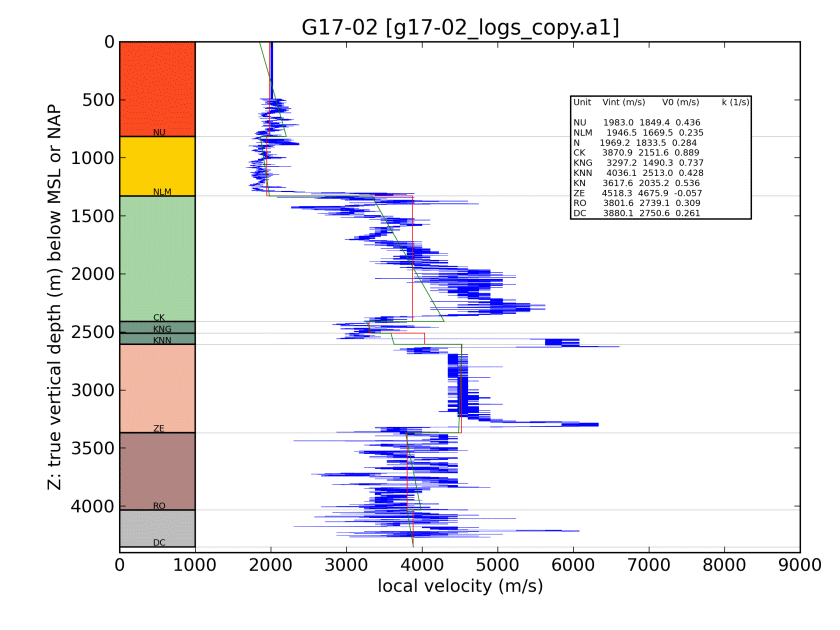 G17-02 [g17-02_logs_copy.a1]
0
500
1000
1500
2000
2500
3000
3500
4000
Z: true vertical depth (m) below MSL or NAP
NU
NLM
CK
KNG
KNN
ZE
RO
DC
Unit Vint (m/s) V0 (m/s) k (1/s)
NU 1983.0 1849.4 0.436
NLM 1946.5 1669.5 0.235
N 1969.2 1833.5 0.284
CK 3870.9 2151.6 0.889
KNG 3297.2 1490.3 0.737
KNN 4036.1 2513.0 0.428
KN 3617.6 2035.2 0.536
ZE 4518.3 4675.9 -0.057
RO 3801.6 2739.1 0.309
DC 3880.1 2750.6 0.261
0 1000 2000 3000 4000 5000 6000 7000 8000 9000
local velocity (m/s)